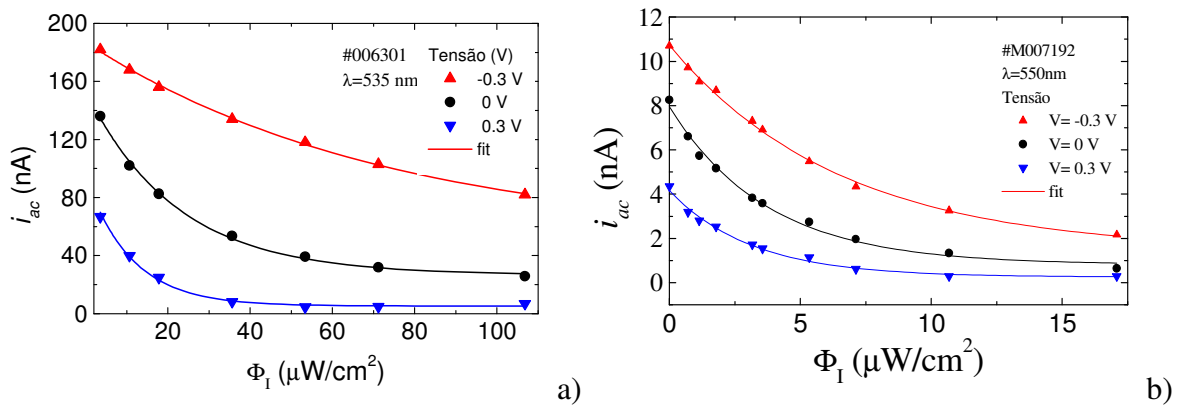 200
160
120
80
40
0
i_ac (nA)
#006301
λ=535 nm
Tensão (V)
-0.3 V
0 V
0.3 V
fit
20
40
60
80
100
Φ_I (μW/cm²)
a)
12
10
8
6
4
2
0
i_ac (nA)
#M007192
λ=550nm
Tensão
V= -0.3 V
V= 0 V
V= 0.3 V
fit
0
5
10
15
Φ_I (μW/cm²)
b)